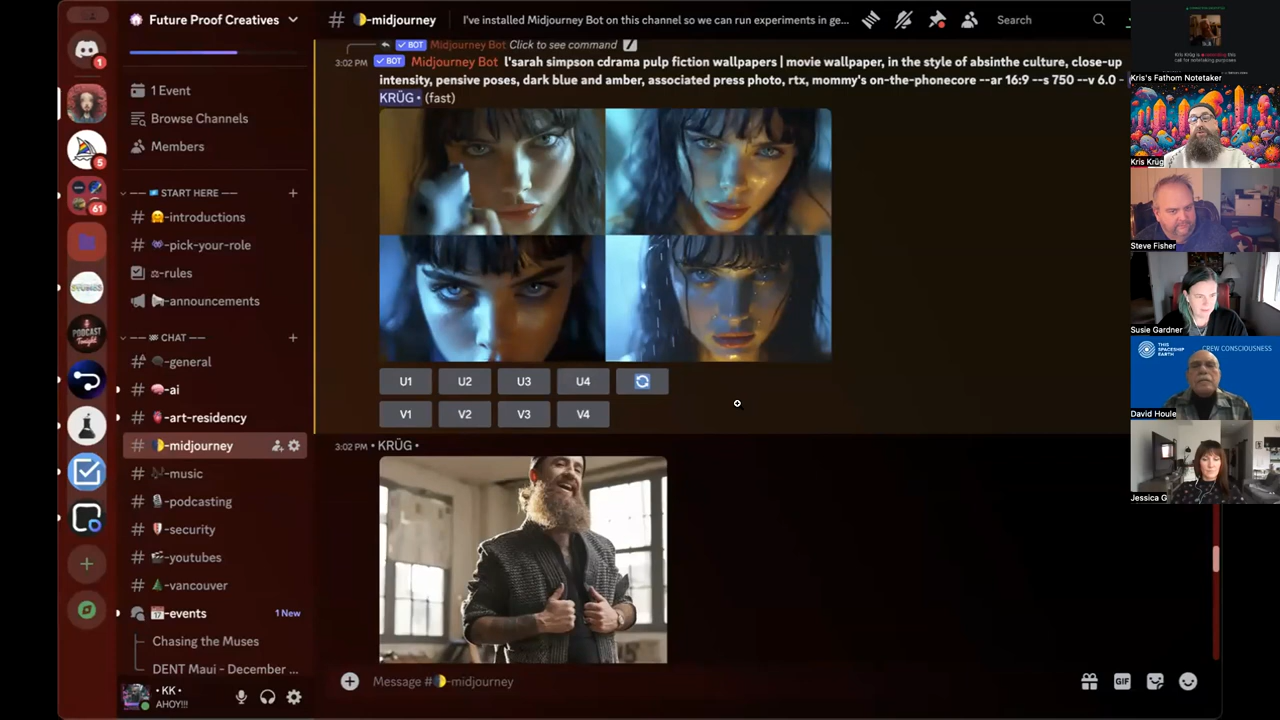 Future Proof Creatives
1 Event
Browse Channels
Members
START HERE
-introductions
-pick-your-role
-rules
-announcements
CHAT
-general
-ai
-art-residency
-midjourney
-music
-podcasting
-security
-youtubes
-vancouver
-events
1 New
Chasing the Muses
DENT Maui - December ...
• KK •
AHOY!!!
1
5
61
PODCAST
Tonight
# -midjourney
I've installed Midjourney Bot on this channel so we can run experiments in ge...
Search
BOT Midjourney Bot Click to see command
3:02 PM BOT Midjourney Bot l'sarah simpson cdrama pulp fiction wallpapers | movie wallpaper, in the style of absinthe culture, close-up
intensity, pensive poses, dark blue and amber, associated press photo, rtx, mommy's on-the-phonecore --ar 16:9 --s 750 --v 6.0 -
KRÜG • (fast)
U1 U2 U3 U4
V1 V2 V3 V4
3:02 PM • KRÜG •
Message # -midjourney
GIF
Kris's Fathom Notetaker
Kris Krüg
Steve Fisher
Susie Gardner
THIS
SPACESHIP
EARTH
CREW CONSCIOUSNESS
David Houle
Jessica G